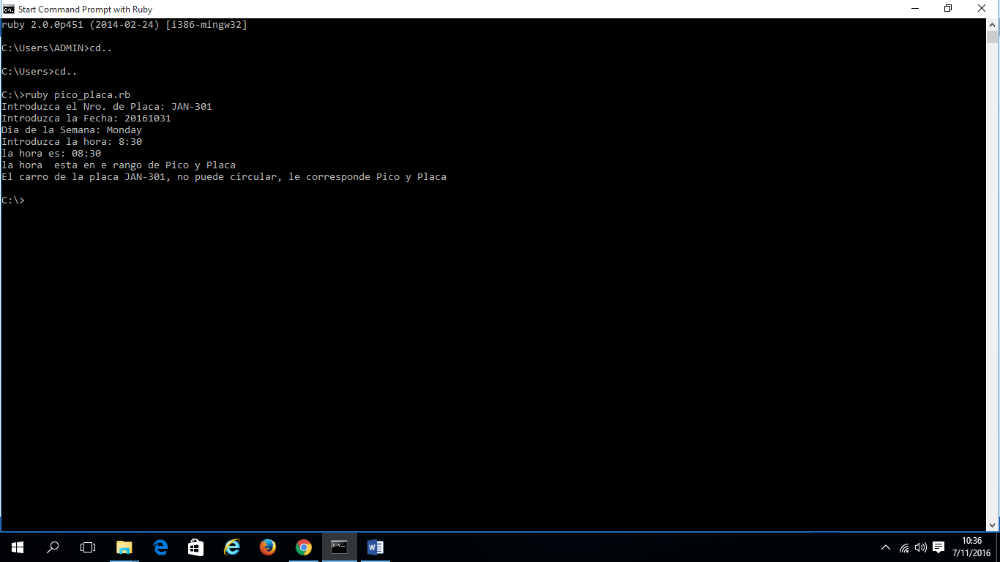 Start Command Prompt with Ruby
ruby 2.0.0p451 (2014-02-24) [i386-mingw32]
C:\Users\ADMIN>cd..
C:\Users>cd..
C:\>ruby pico_placa.rb
Introduzca el Nro. de Placa: JAN-301
Introduzca la Fecha: 20161031
Dia de la Semana: Monday
Introduzca la hora: 8:30
la hora es: 08:30
la hora  esta en e rango de Pico y Placa
El carro de la placa JAN-301, no puede circular, le corresponde Pico y Placa
C:\>
10:36
7/11/2016